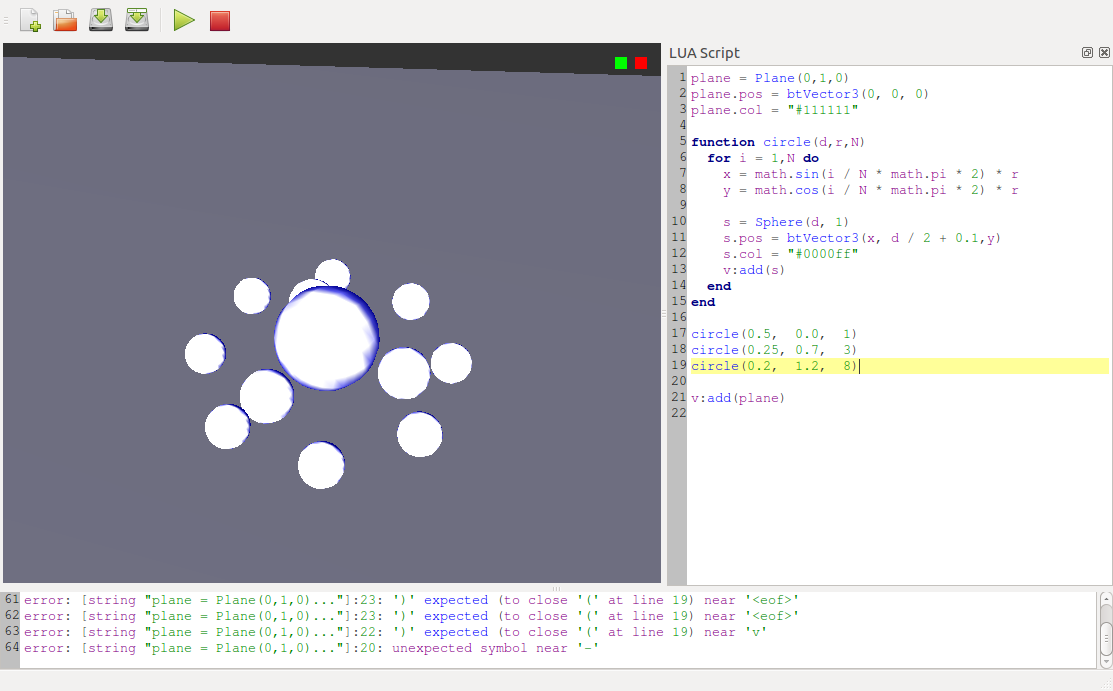 LUA Script
1 plane = Plane(0,1,0)
2 plane.pos = btVector3(0, 0, 0)
3 plane.col = "#111111"
4
5 function circle(d,r,N)
6   for i = 1,N do
7     x = math.sin(i / N * math.pi * 2) * r
8     y = math.cos(i / N * math.pi * 2) * r
9
10     s = Sphere(d, 1)
11     s.pos = btVector3(x, d / 2 + 0.1,y)
12     s.col = "#0000ff"
13     v:add(s)
14   end
15 end
16
17 circle(0.5,  0.0,  1)
18 circle(0.25, 0.7,  3)
19 circle(0.2,  1.2,  8)
20
21 v:add(plane)
22
61 error: [string "plane = Plane(0,1,0)..."]:23: ')' expected (to close '(' at line 19) near '<eof>'
62 error: [string "plane = Plane(0,1,0)..."]:23: ')' expected (to close '(' at line 19) near '<eof>'
63 error: [string "plane = Plane(0,1,0)..."]:22: ')' expected (to close '(' at line 19) near 'v'
64 error: [string "plane = Plane(0,1,0)..."]:20: unexpected symbol near '-'